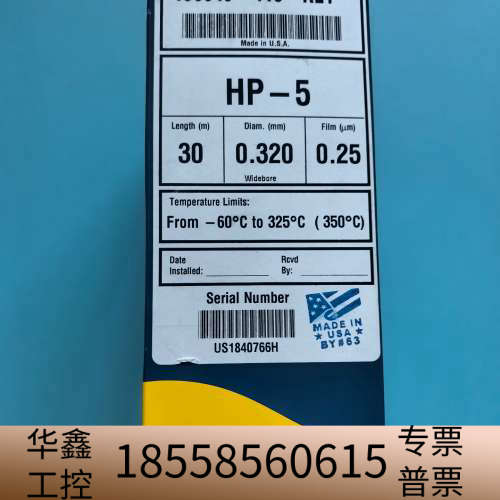 Made in U.S.A.
HP–5
Length (m) Diam. (mm) Film (μm)
30 0.320 0.25
Widebore
Temperature Limits:
From –60°C to 325°C (350°C)
Date Installed: Rcvd By:
Serial Number
US1840766H
MADE IN
USA
BY #63
华鑫工控 18558560615 专票普票